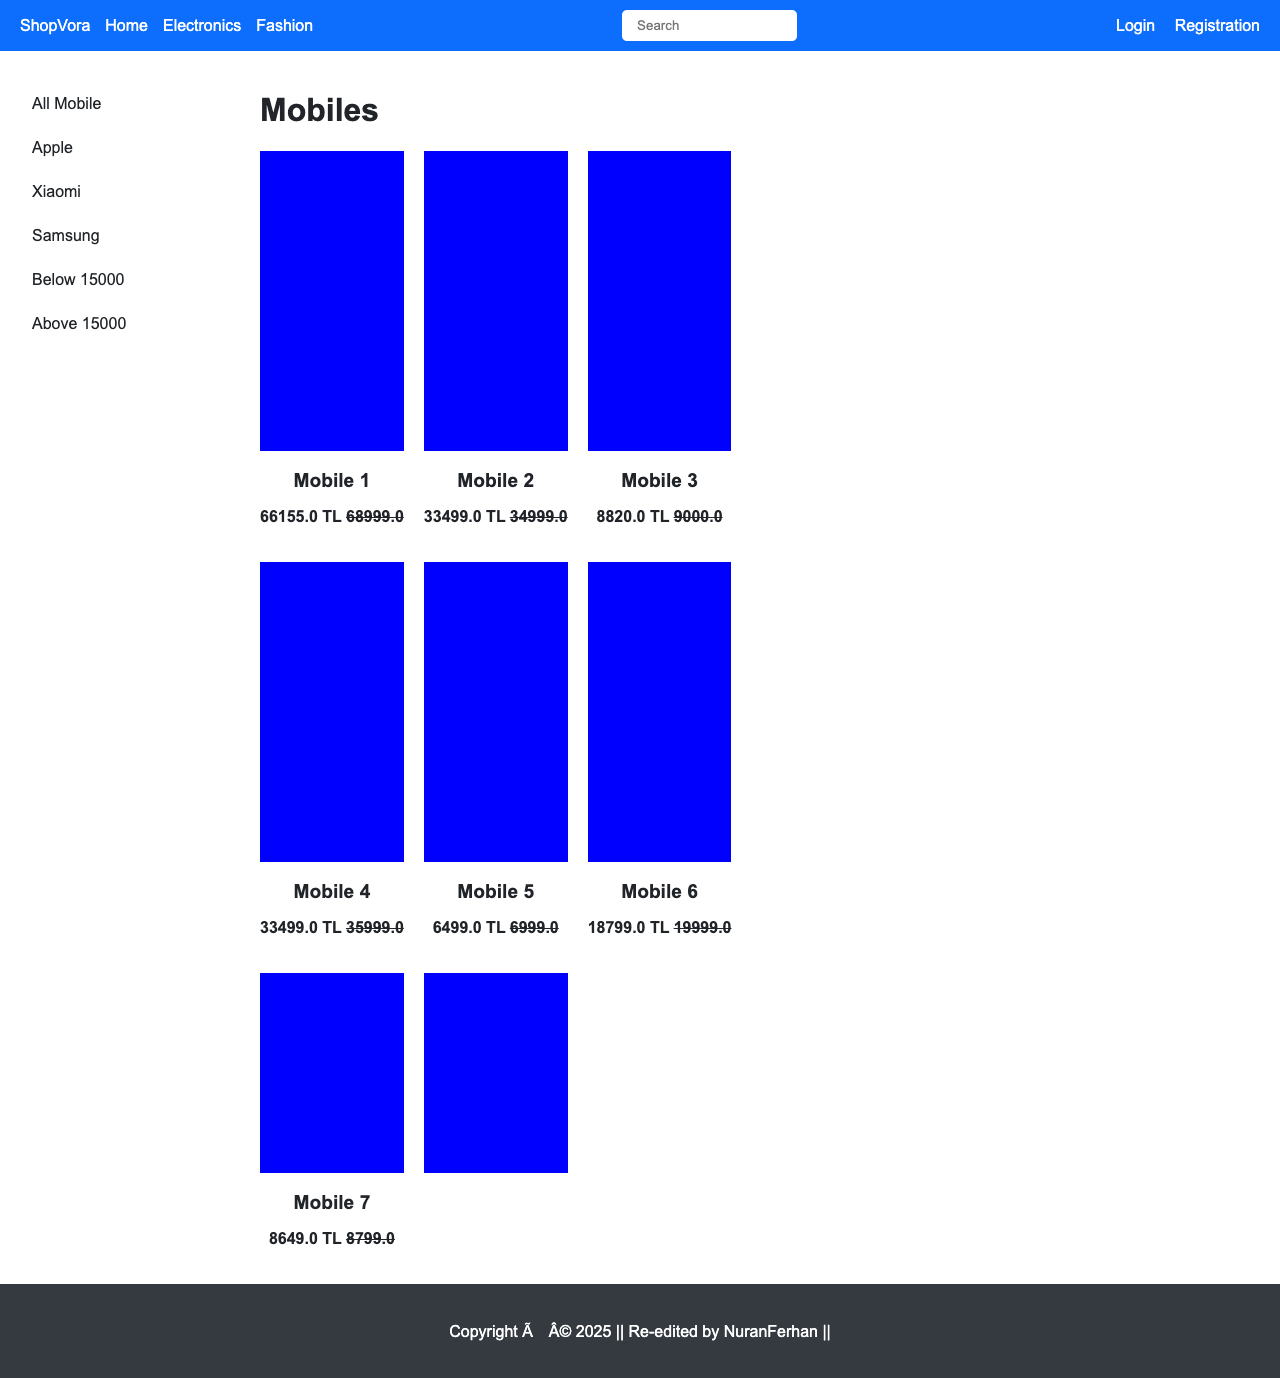 ShopVora Home Electronics Fashion Search Login Registration
All Mobile
Apple
Xiaomi
Samsung
Below 15000
Above 15000
Mobiles
Mobile 1
66155.0 TL 68999.0
Mobile 2
33499.0 TL 34999.0
Mobile 3
8820.0 TL 9000.0
Mobile 4
33499.0 TL 35999.0
Mobile 5
6499.0 TL 6999.0
Mobile 6
18799.0 TL 19999.0
Mobile 7
8649.0 TL 8799.0
Copyright Ã Â© 2025 || Re-edited by NuranFerhan ||